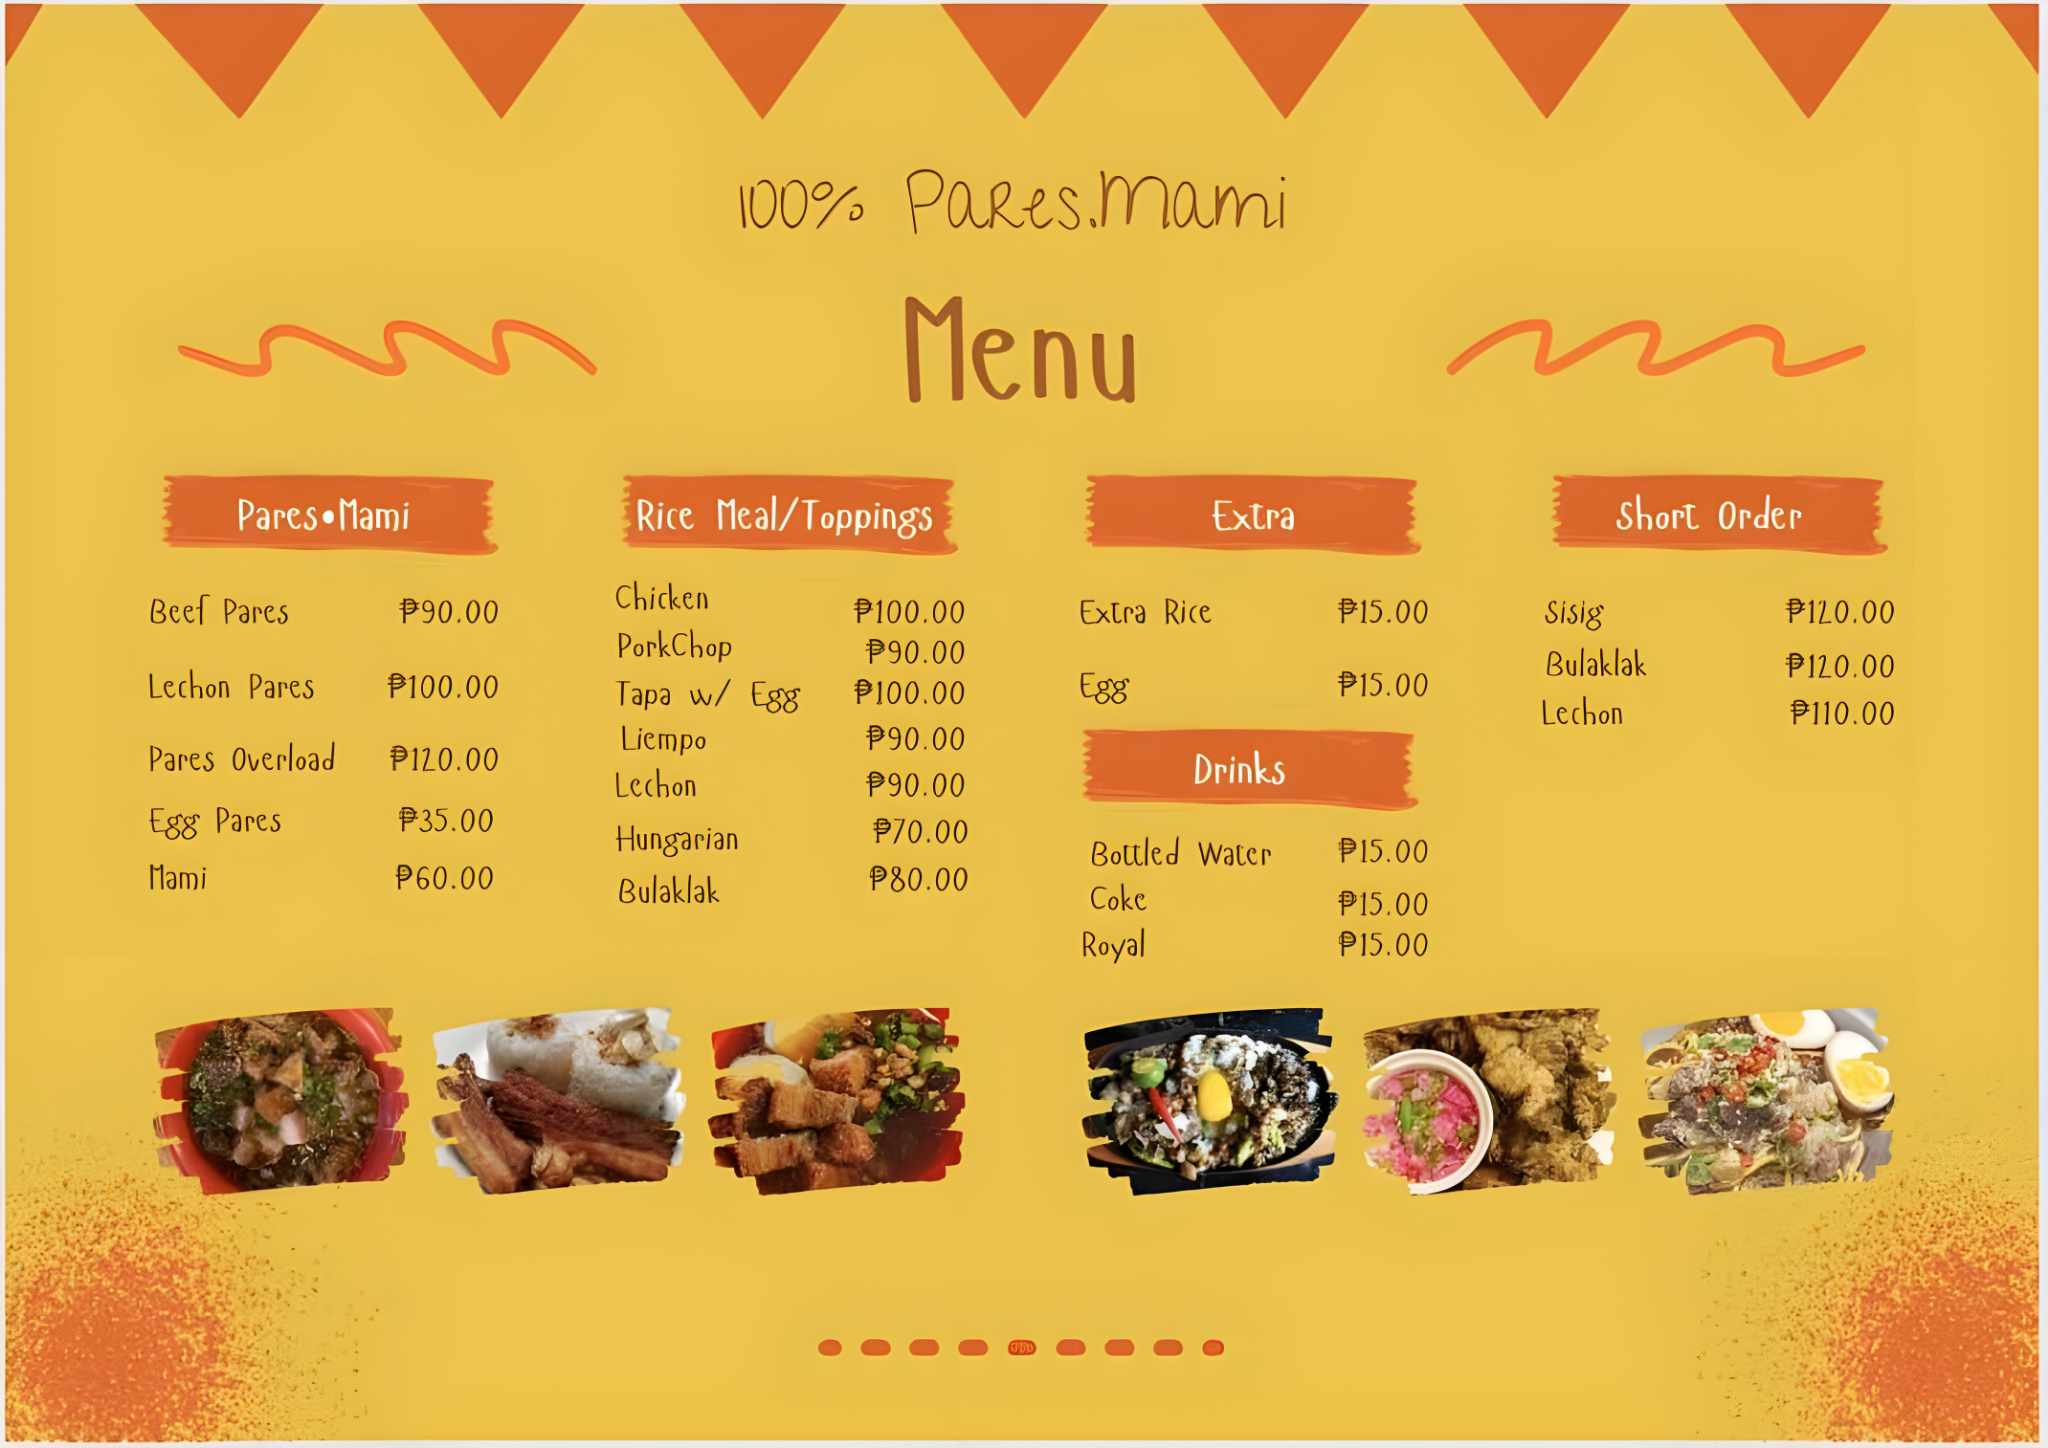 100% Pares.Mami
Menu
Pares•Mami
Beef Pares ₱90.00
Lechon Pares ₱100.00
Pares Overload ₱120.00
Egg Pares ₱35.00
Mami ₱60.00
Rice Meal/Toppings
Chicken ₱100.00
PorkChop ₱90.00
Tapa w/ Egg ₱100.00
Liempo ₱90.00
Lechon ₱90.00
Hungarian ₱70.00
Bulaklak ₱80.00
Extra
Extra Rice ₱15.00
Egg ₱15.00
Drinks
Bottled Water ₱15.00
Coke ₱15.00
Royal ₱15.00
Short Order
Sisig ₱120.00
Bulaklak ₱120.00
Lechon ₱110.00